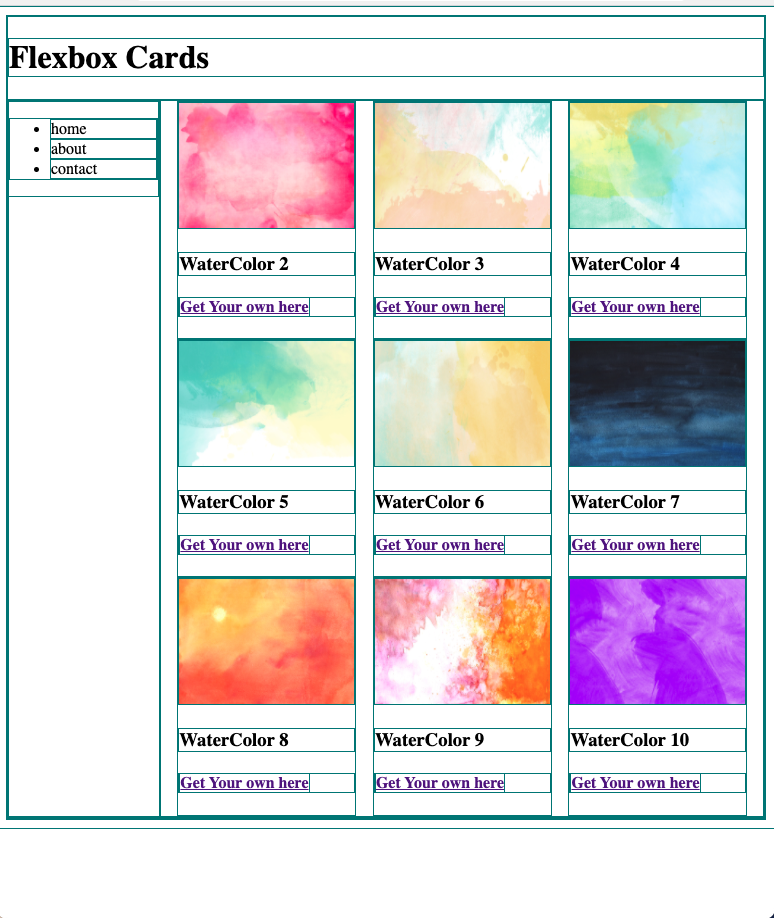 Flexbox Cards
home
about
contact
WaterColor 2
WaterColor 3
WaterColor 4
Get Your own here
Get Your own here
Get Your own here
WaterColor 5
WaterColor 6
WaterColor 7
Get Your own here
Get Your own here
Get Your own here
WaterColor 8
WaterColor 9
WaterColor 10
Get Your own here
Get Your own here
Get Your own here